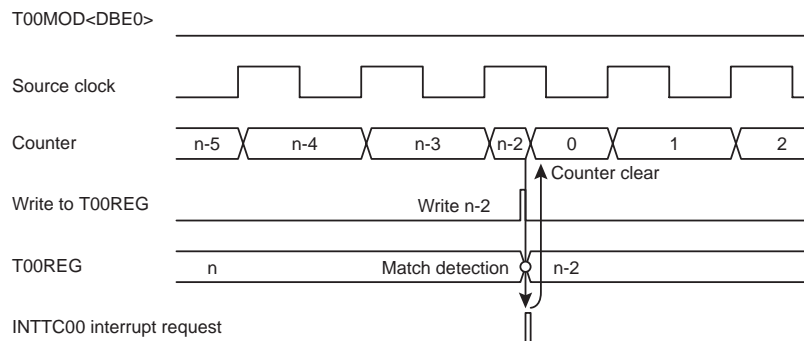 T00MOD<DBE0>
Source clock
Counter n-5 n-4 n-3 n-2 0 1 2
Counter clear
Write to T00REG Write n-2
T00REG n Match detection n-2
INTTC00 interrupt request